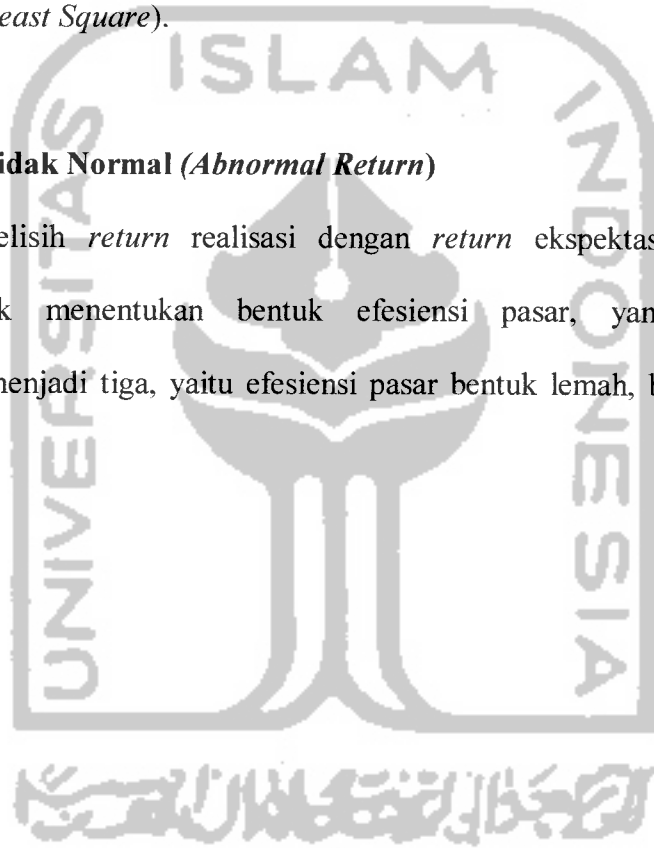 east Square).
ISLAM
UNIVERSITAS
INDONESIA
idak Normal (Abnormal Return)
elisih return realisasi dengan return ekspektas
k menentukan bentuk efesiensi pasar, yan
menjadi tiga, yaitu efesiensi pasar bentuk lemah, b